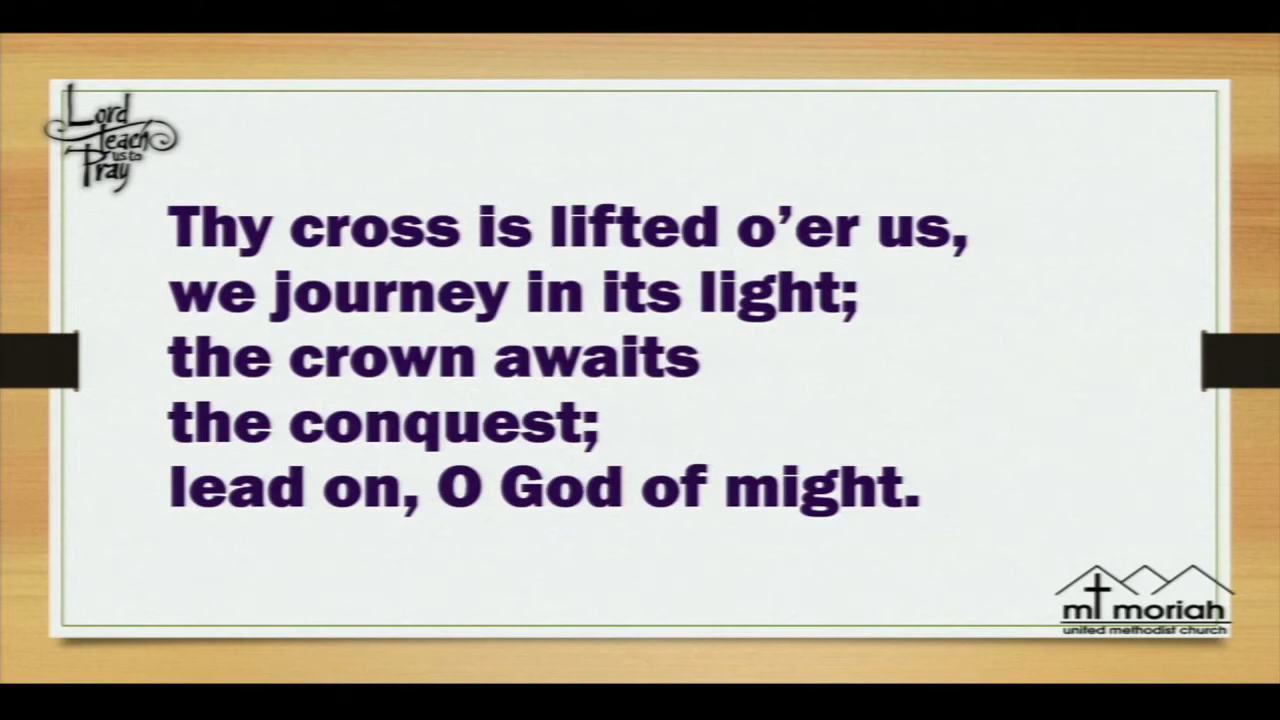 Lord
teach
us to
Pray
Thy cross is lifted o’er us,
we journey in its light;
the crown awaits
the conquest;
lead on, O God of might.
mt moriah
united methodist church